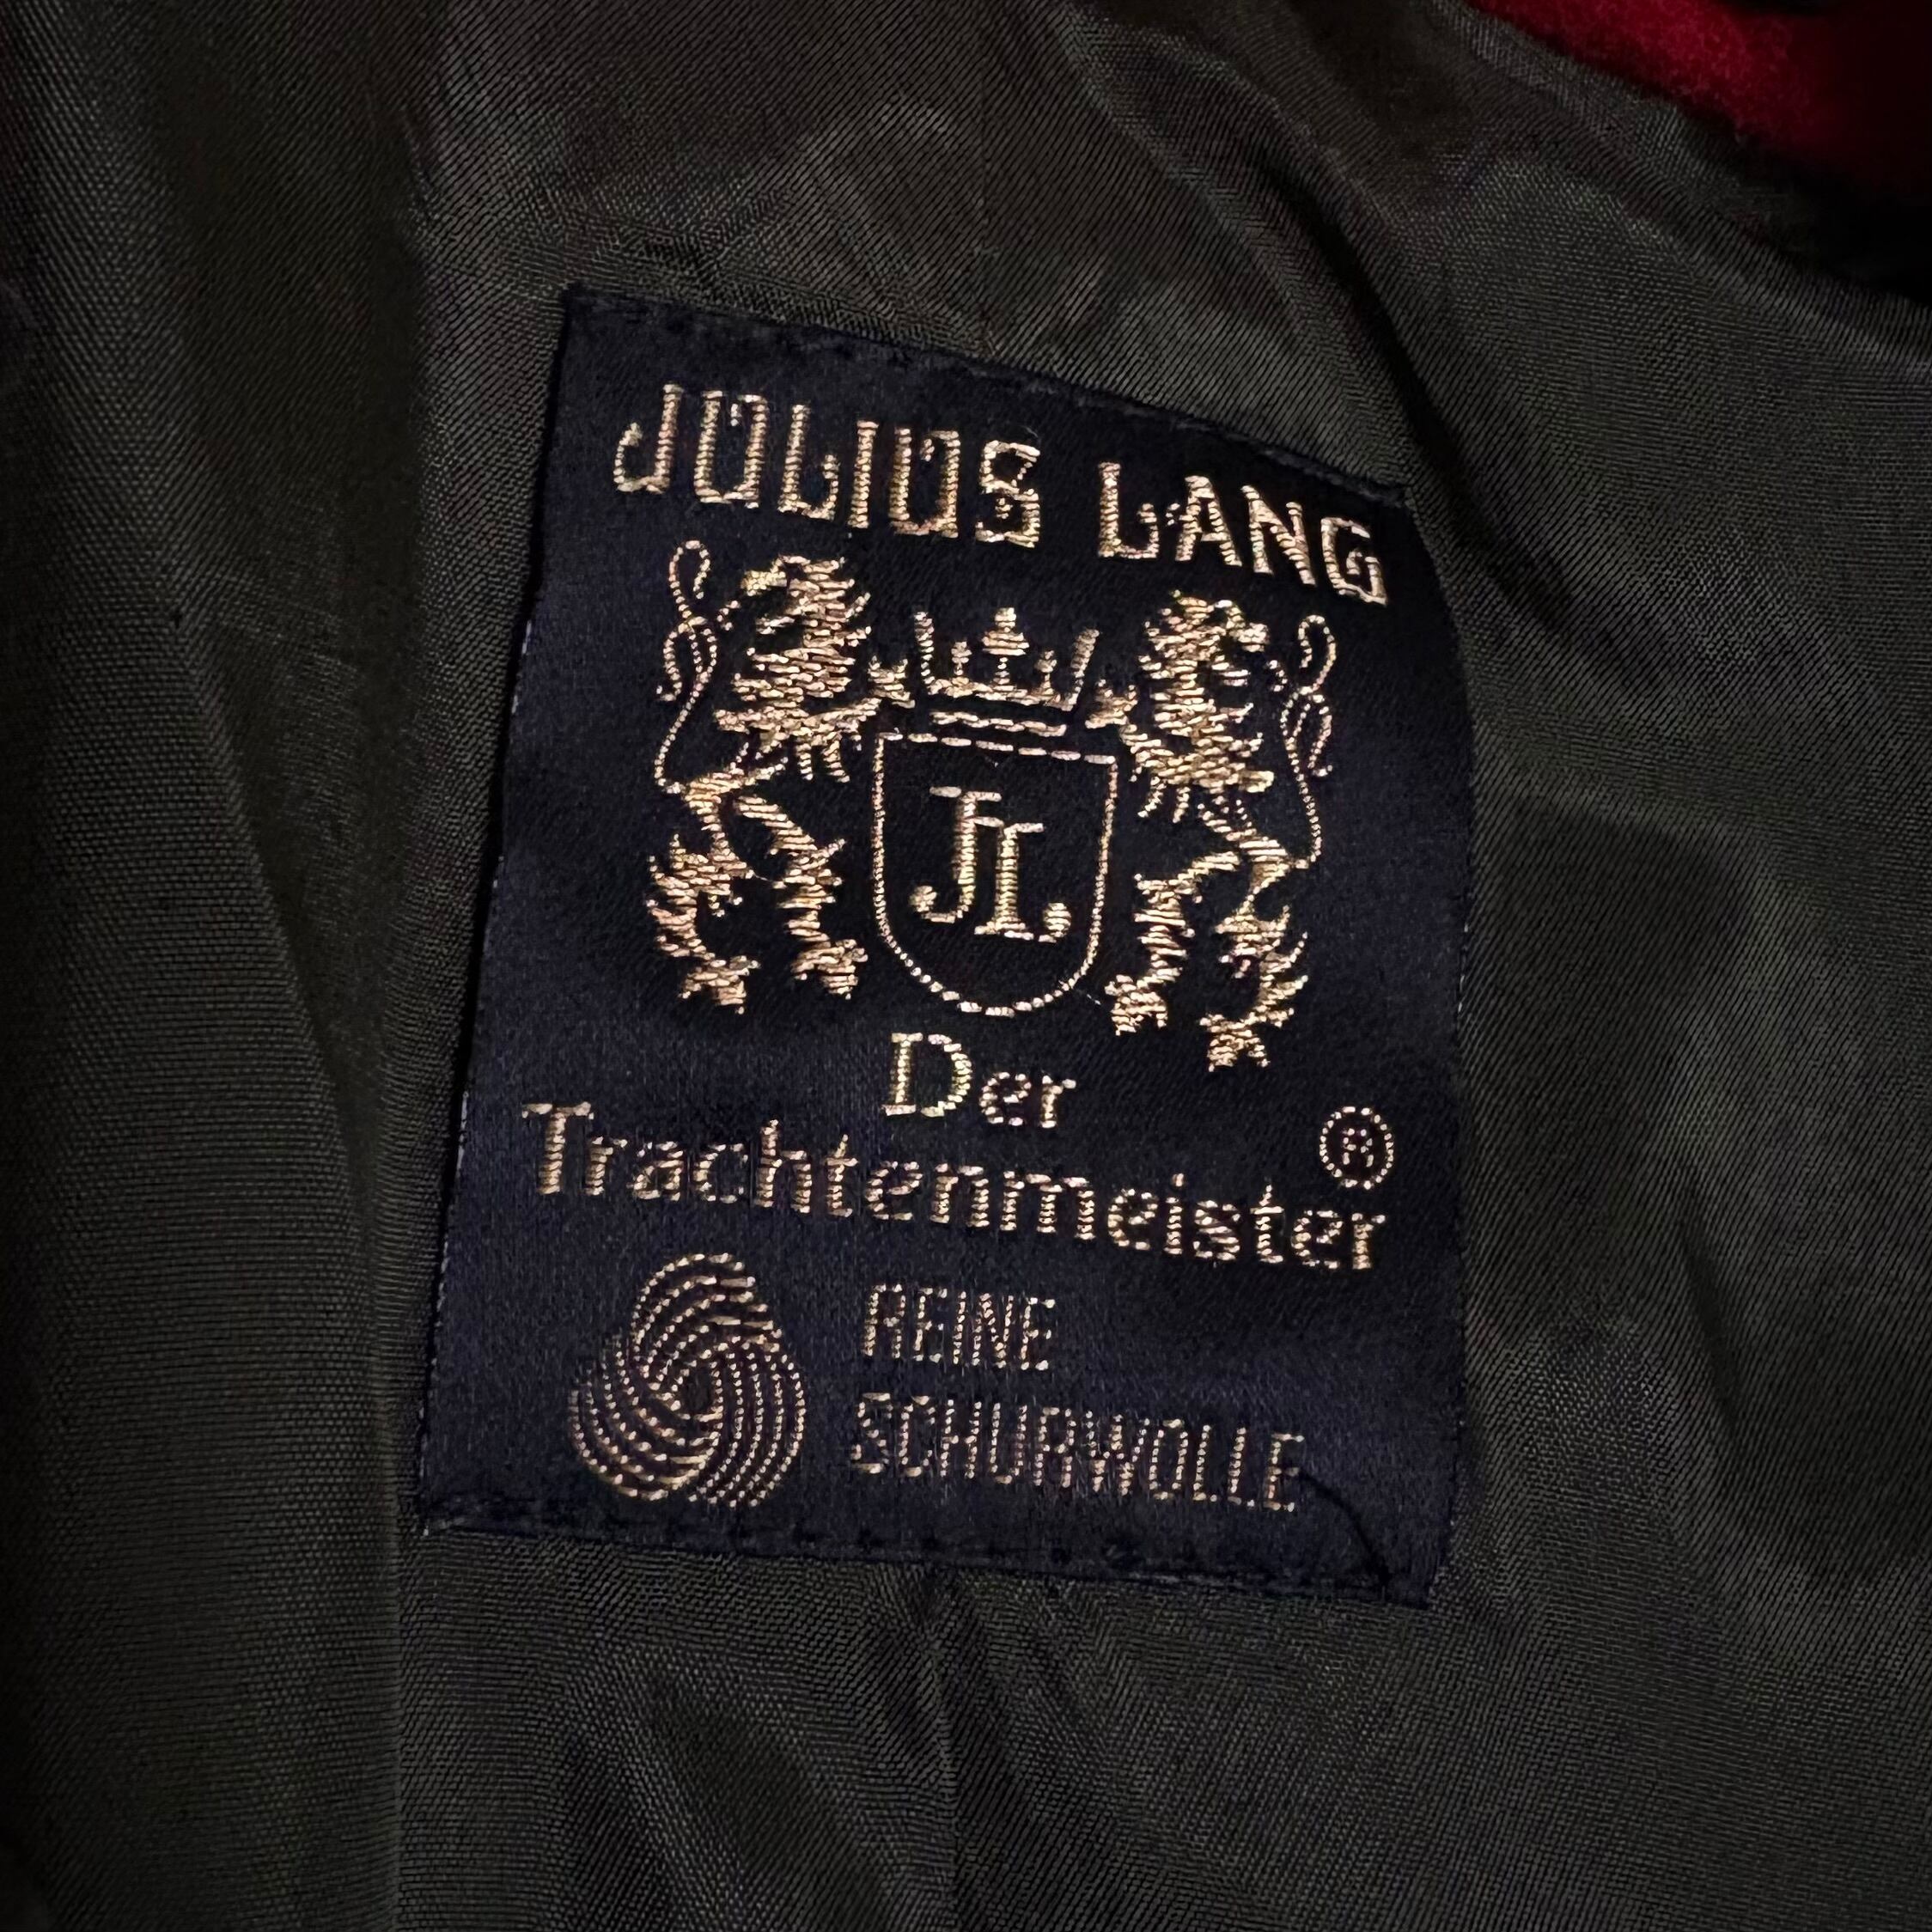 JULIUS LANG
JL
Der
Trachtenmeister ®
REINE
SCHURWOLLE